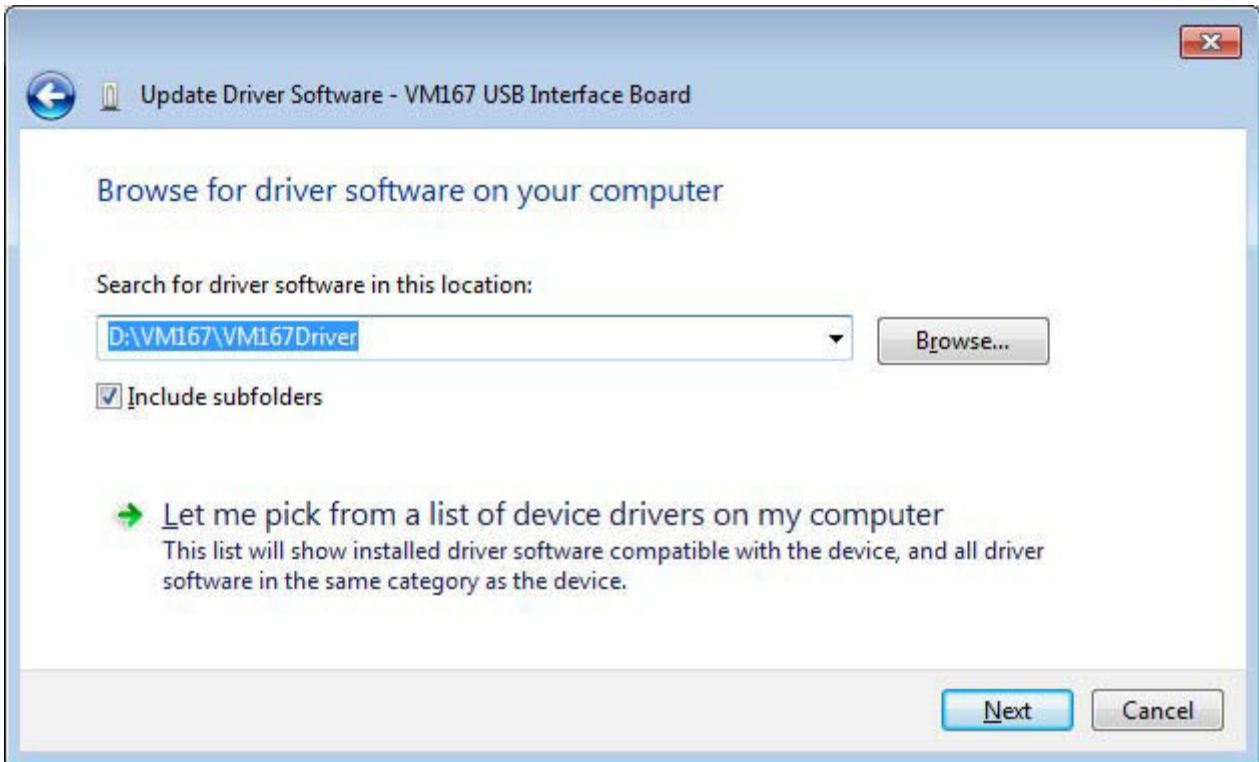 Update Driver Software - VM167 USB Interface Board
Browse for driver software on your computer
Search for driver software in this location:
D:\VM167\VM167Driver
Browse...
Include subfolders
Let me pick from a list of device drivers on my computer
This list will show installed driver software compatible with the device, and all driver
software in the same category as the device.
Next
Cancel